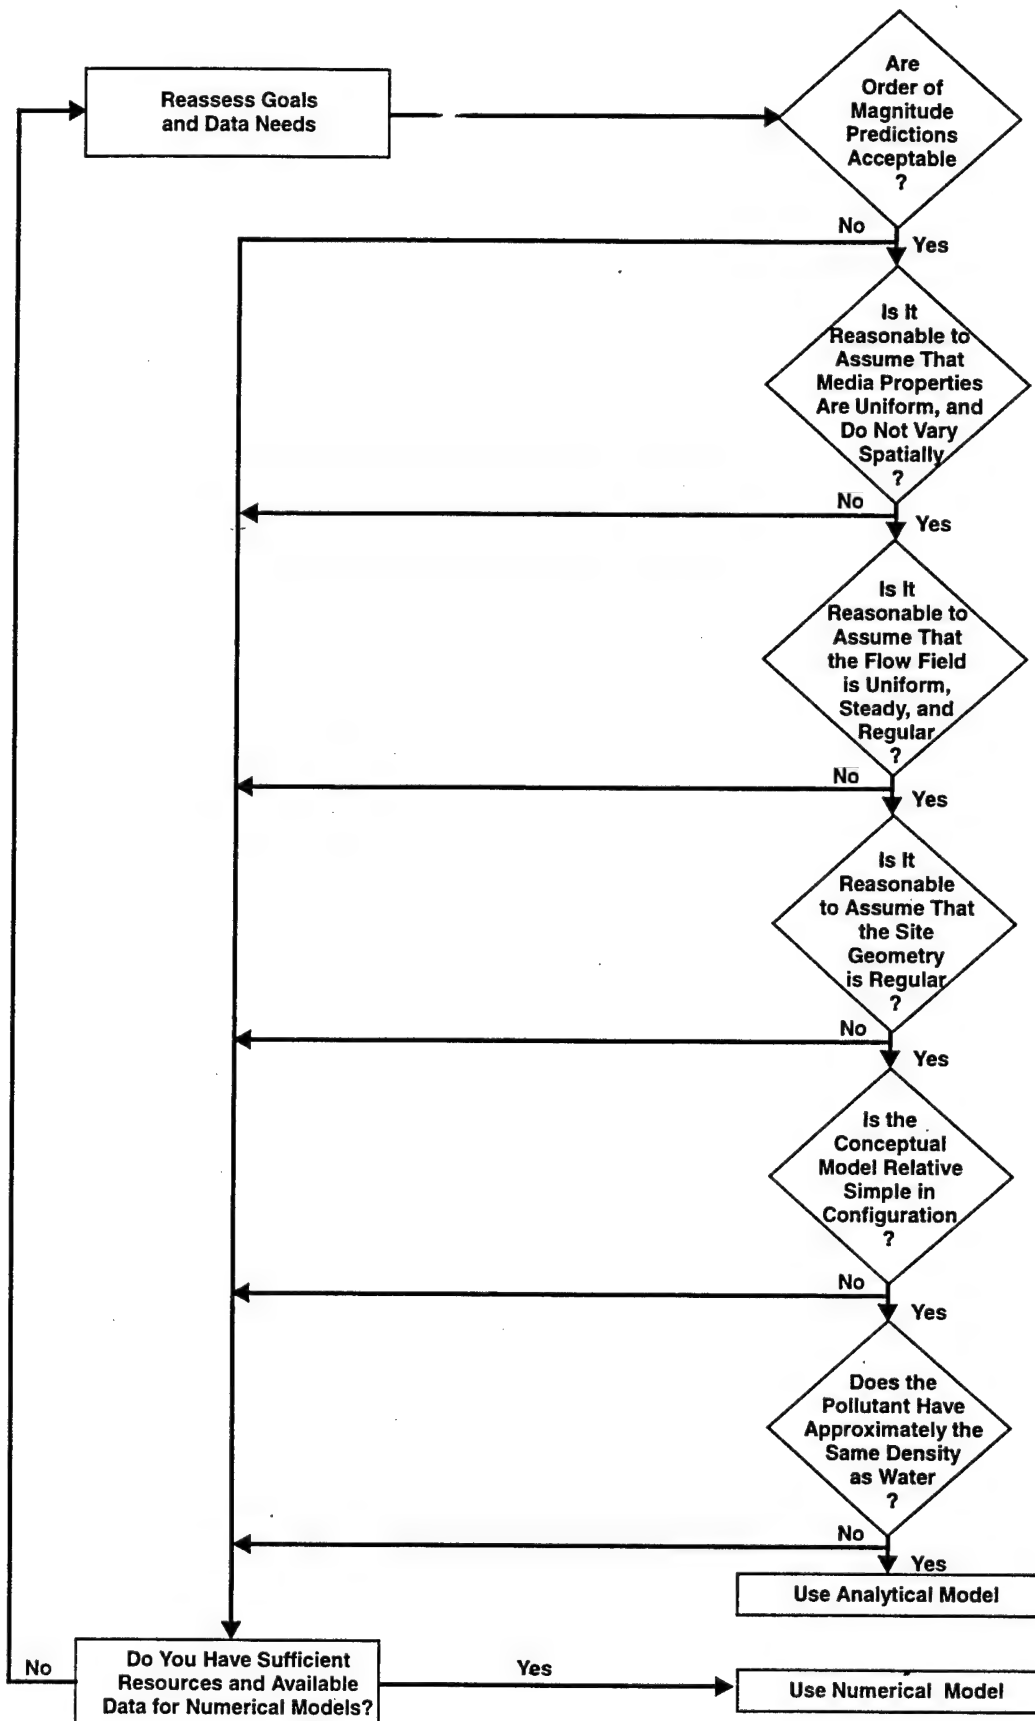 Reassess Goals
and Data Needs
Are
Order of
Magnitude
Predictions
Acceptable
?
No
Yes
Is It
Reasonable to
Assume That
Media Properties
Are Uniform, and
Do Not Vary
Spatially
?
No
Yes
Is It
Reasonable to
Assume That
the Flow Field
is Uniform,
Steady, and
Regular
?
No
Yes
Is It
Reasonable
to Assume That
the Site
Geometry
is Regular
?
No
Yes
Is the
Conceptual
Model Relative
Simple in
Configuration
?
No
Yes
Does the
Pollutant Have
Approximately the
Same Density
as Water
?
No
Yes
Use Analytical Model
Do You Have Sufficient
Resources and Available
Data for Numerical Models?
No
Yes
Use Numerical Model